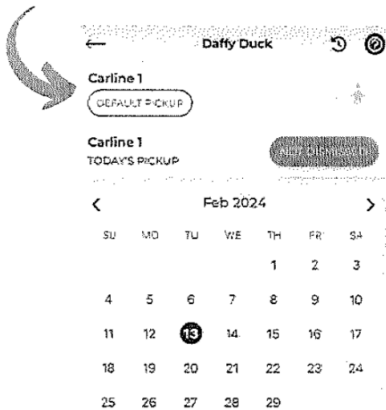 Daffy Duck
Carline 1
DEFAULT PICKUP
Carline 1
TODAY'S PICKUP
Feb 2024
SU MO TU WE TH FR SA
1 2 3
4 5 6 7 8 9 10
11 12 13 14 15 16 17
18 19 20 21 22 23 24
25 26 27 28 29